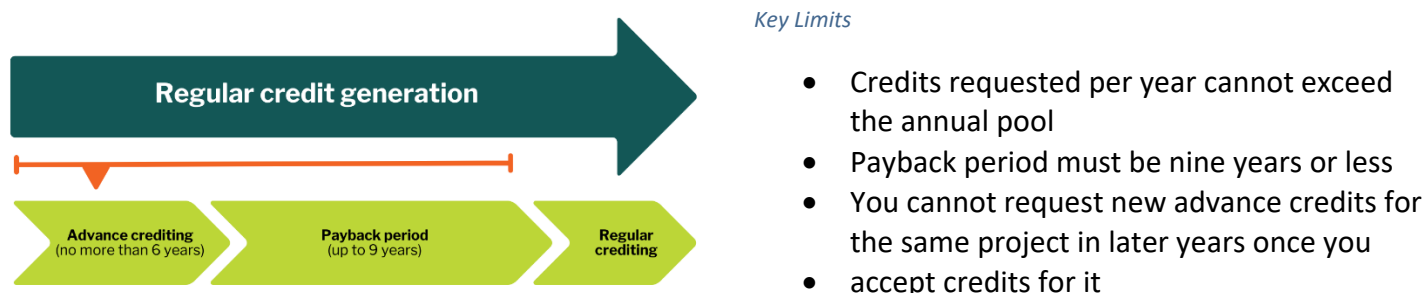 Regular credit generation
Advance crediting
(no more than 6 years)
Payback period
(up to 9 years)
Regular
crediting
Key Limits
• Credits requested per year cannot exceed
the annual pool
• Payback period must be nine years or less
• You cannot request new advance credits for
the same project in later years once you
• accept credits for it